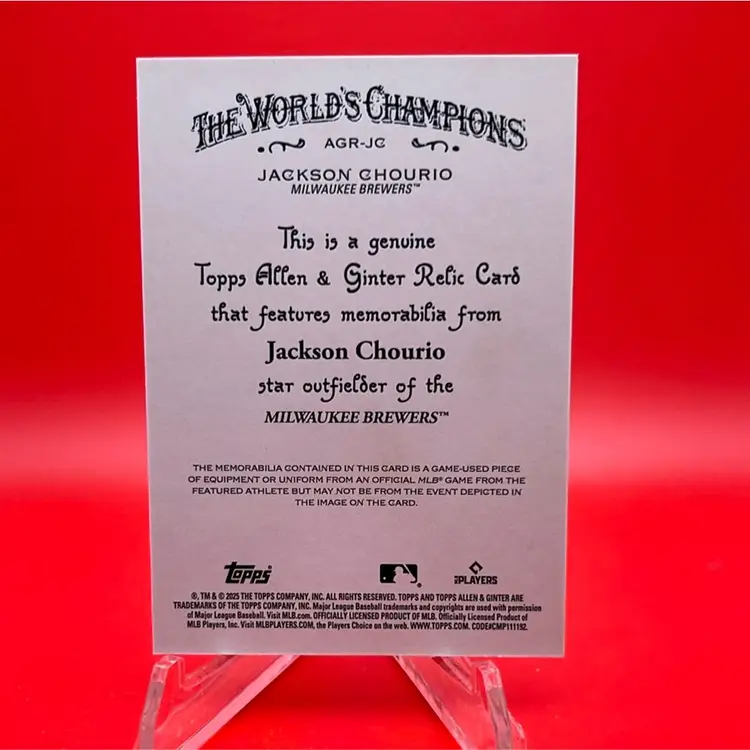 THE WORLD'S CHAMPIONS
AGR-JC
JACKSON CHOURIO
MILWAUKEE BREWERS™
This is a genuine
Topps Allen & Ginter Relic Card
that features memorabilia from
Jackson Chourio
star outfielder of the
MILWAUKEE BREWERS™
THE MEMORABILIA CONTAINED IN THIS CARD IS A GAME-USED PIECE
OF EQUIPMENT OR UNIFORM FROM AN OFFICIAL MLB® GAME FROM THE
FEATURED ATHLETE BUT MAY NOT BE FROM THE EVENT DEPICTED IN
THE IMAGE ON THE CARD.
Topps
PLAYERS
®, TM & © 2025 THE TOPPS COMPANY, INC. ALL RIGHTS RESERVED. TOPPS AND TOPPS ALLEN & GINTER ARE
TRADEMARKS OF THE TOPPS COMPANY, INC. Major League Baseball trademarks and copyrights are used with permission
of Major League Baseball. Visit MLB.com. OFFICIALLY LICENSED PRODUCT OF MLB. Officially Licensed Product of
MLB Players, Inc. Visit MLBPLAYERS.COM, the Players Choice on the web. WWW.TOPPS.COM. CODE#CMP111192.